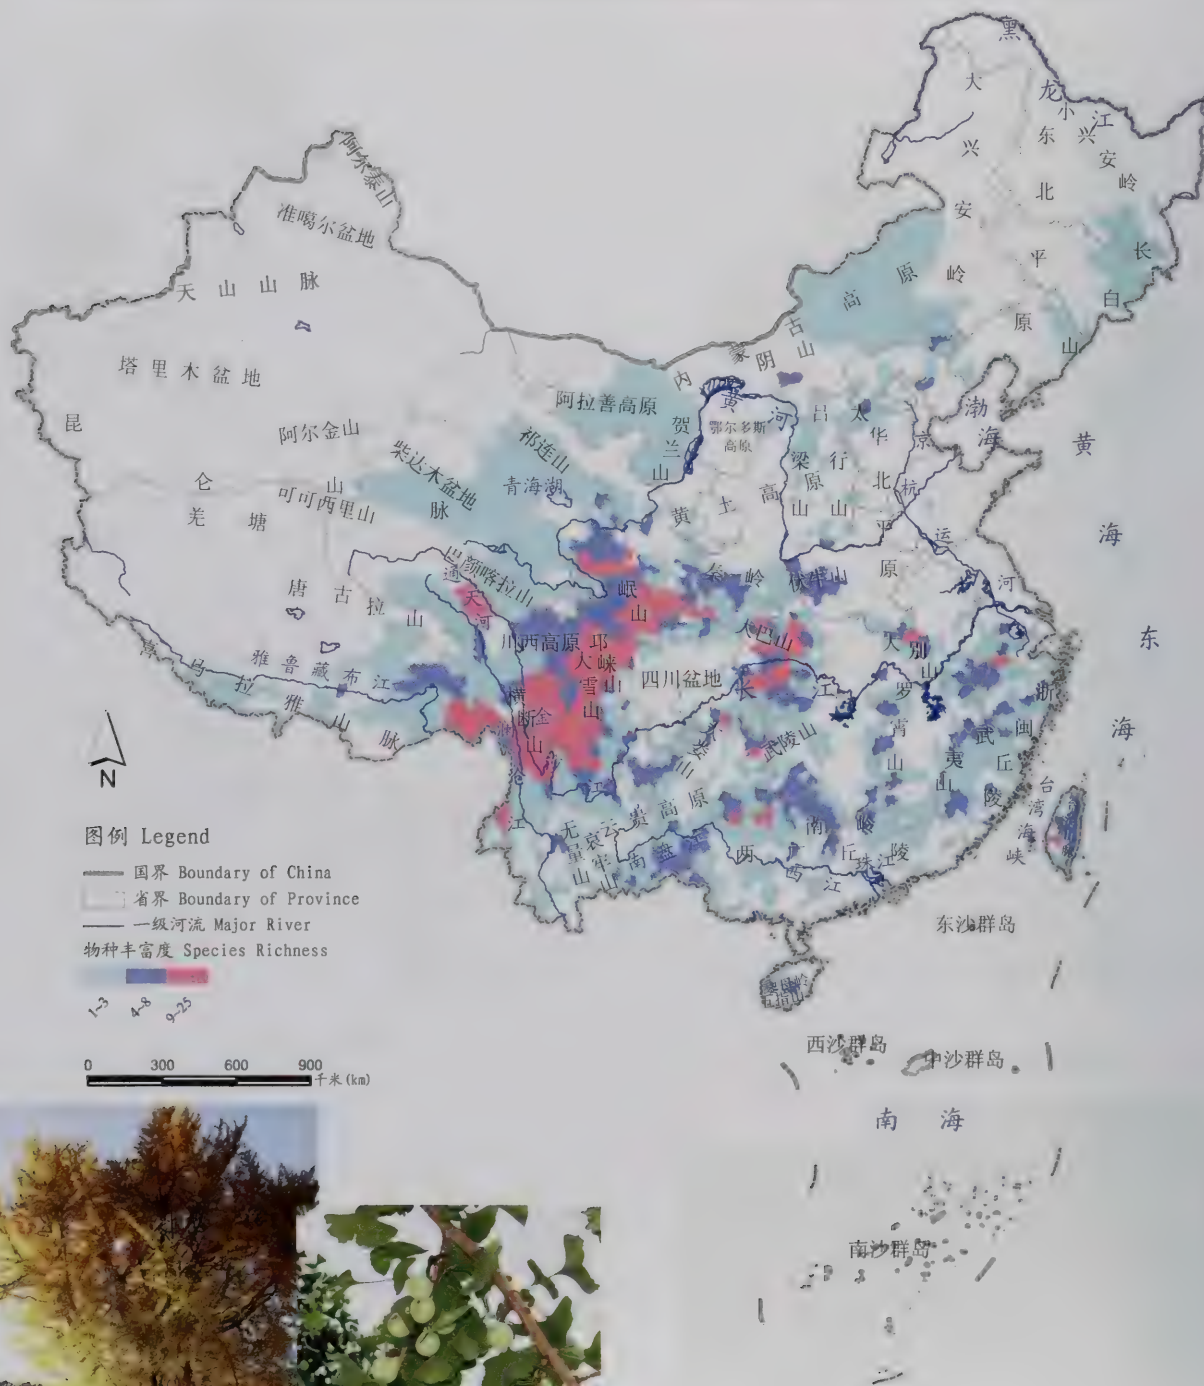 黑龙江
大兴安岭
小兴安岭
东北平原
长白山
阿尔泰山
准噶尔盆地
天山山脉
塔里木盆地
内蒙古高原
阴山
阿拉善高原
贺兰山
黄河
鄂尔多斯
高原
吕梁山
太行山
华北平原
京杭运河
渤海
黄海
昆仑山脉
阿尔金山
柴达木盆地
祁连山
青海湖
可可西里山
羌塘
黄土高原
巴颜喀拉山
通天河
唐古拉山
秦岭
伏牛山
岷山
川西高原
邛崃山
大雪山
四川盆地
大巴山
大别山
长江
喜马拉雅山脉
雅鲁藏布江
横断山
金沙江
澜沧江
武陵山
罗霄山
武夷山
浙闽丘陵
云贵高原
无量山
哀牢山
南盘江
南岭
两广丘陵
西江
珠江
台湾海峡
东海
东沙群岛
黎母岭
五指山
西沙群岛
中沙群岛
南海
南沙群岛
N
图例 Legend
国界 Boundary of China
省界 Boundary of Province
一级河流 Major River
物种丰富度 Species Richness
1~3
4~8
9~25
0 300 600 900
千米(km)